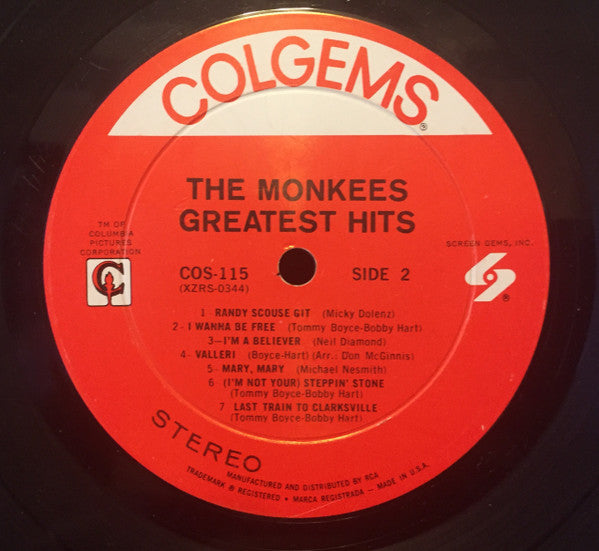 COLGEMS®
THE MONKEES
GREATEST HITS
TM OF
COLUMBIA
PICTURES
CORPORATION
SCREEN GEMS, INC.
®
COS-115
(XZRS-0344)
SIDE 2
1 RANDY SCOUSE GIT (Micky Dolenz)
2-I WANNA BE FREE (Tommy Boyce-Bobby Hart)
3-I'M A BELIEVER (Neil Diamond)
4- VALLERI (Boyce-Hart) (Arr.: Don McGinnis)
5- MARY, MARY (Michael Nesmith)
6 (I'M NOT YOUR) STEPPIN' STONE
(Tommy Boyce-Bobby Hart)
7 LAST TRAIN TO CLARKSVILLE
(Tommy Boyce-Bobby Hart)
STEREO
MANUFACTURED AND DISTRIBUTED BY RCA
TRADEMARK ® REGISTERED • MARCA REGISTRADA — MADE IN U.S.A.